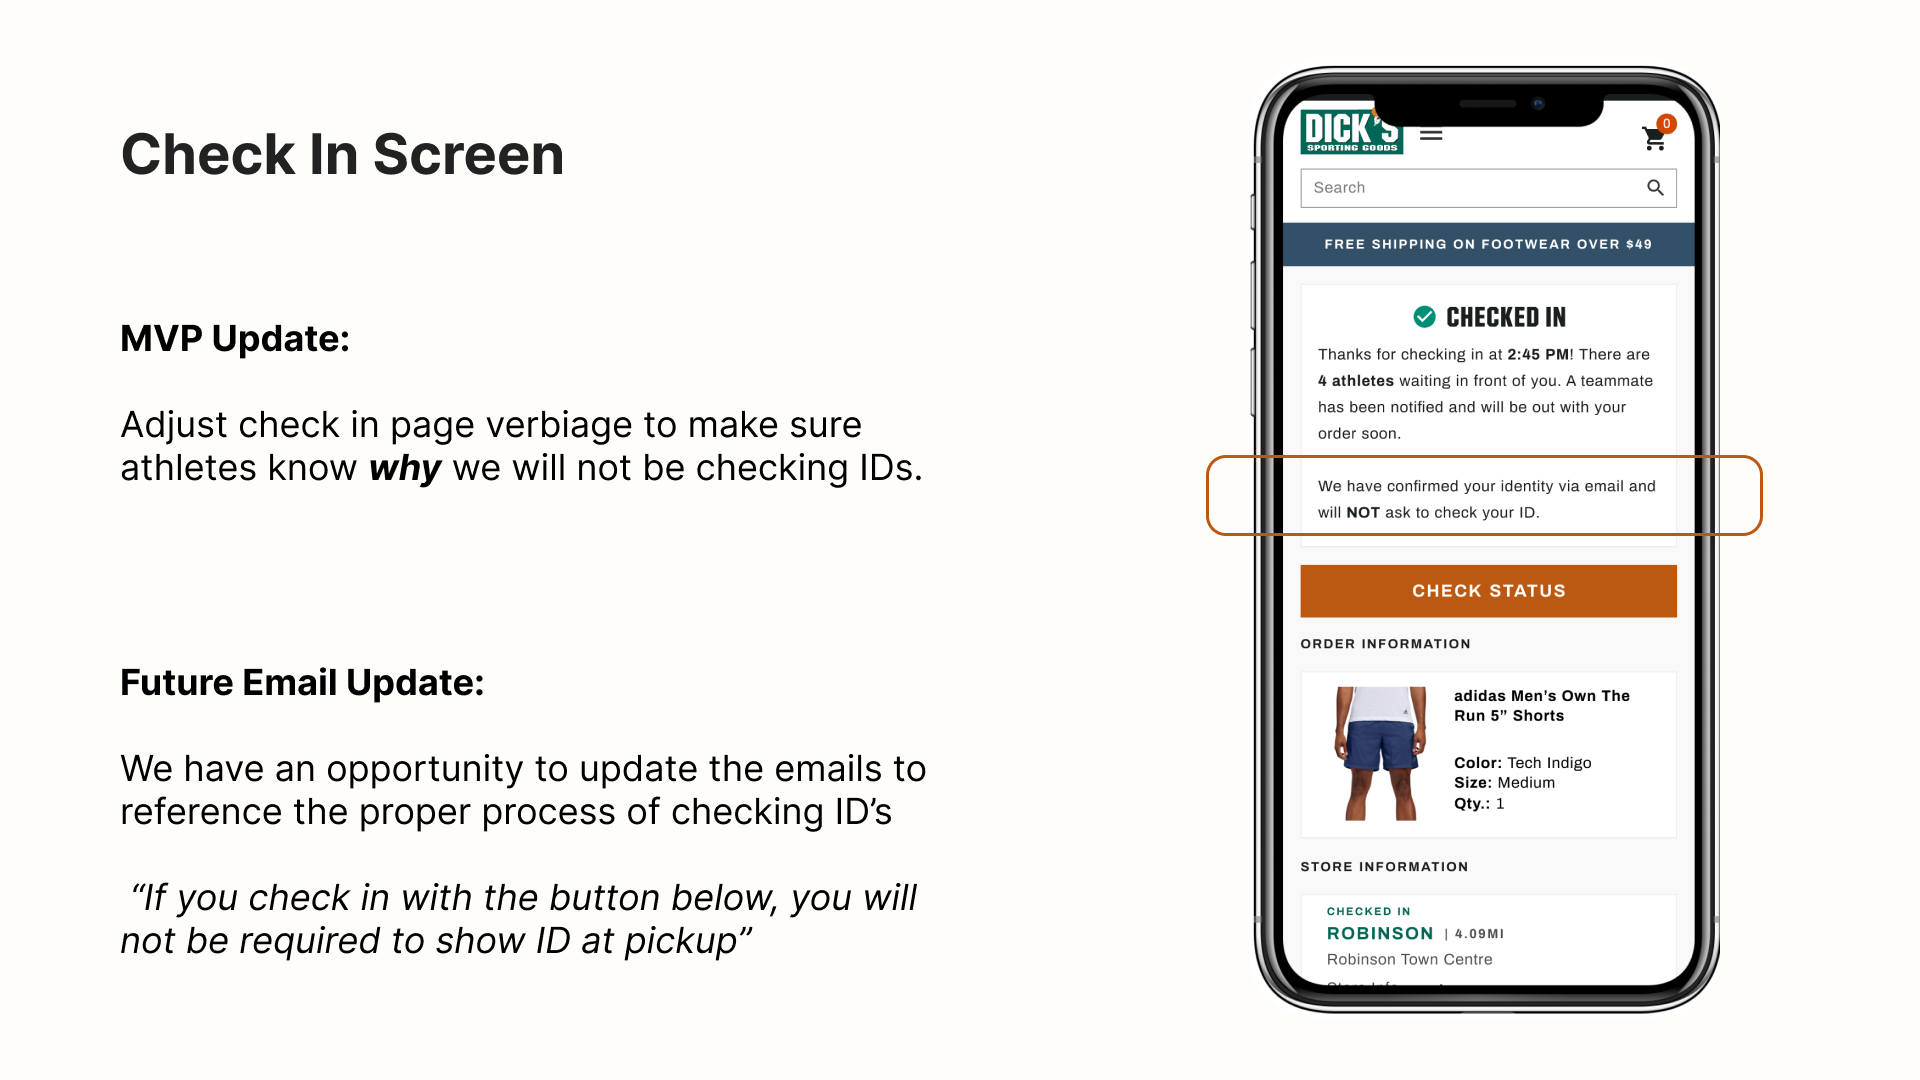 Check In Screen
MVP Update:
Adjust check in page verbiage to make sure
athletes know why we will not be checking IDs.
Future Email Update:
We have an opportunity to update the emails to
reference the proper process of checking ID’s
“If you check in with the button below, you will
not be required to show ID at pickup”
DICK'S
SPORTING GOODS
0
Search
FREE SHIPPING ON FOOTWEAR OVER $49
CHECKED IN
Thanks for checking in at 2:45 PM! There are
4 athletes waiting in front of you. A teammate
has been notified and will be out with your
order soon.
We have confirmed your identity via email and
will NOT ask to check your ID.
CHECK STATUS
ORDER INFORMATION
adidas Men’s Own The
Run 5” Shorts
Color: Tech Indigo
Size: Medium
Qty.: 1
STORE INFORMATION
CHECKED IN
ROBINSON | 4.09MI
Robinson Town Centre